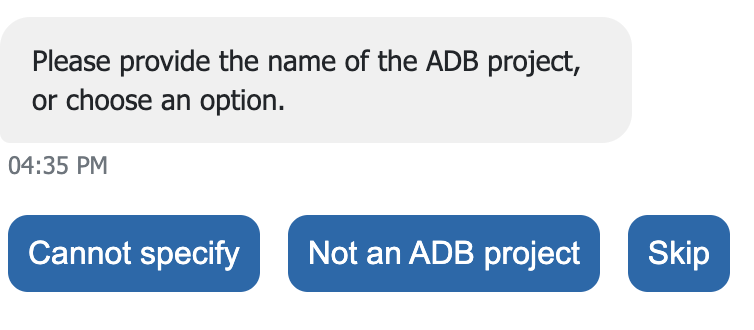 Please provide the name of the ADB project,
or choose an option.
04:35 PM
Cannot specify
Not an ADB project
Skip